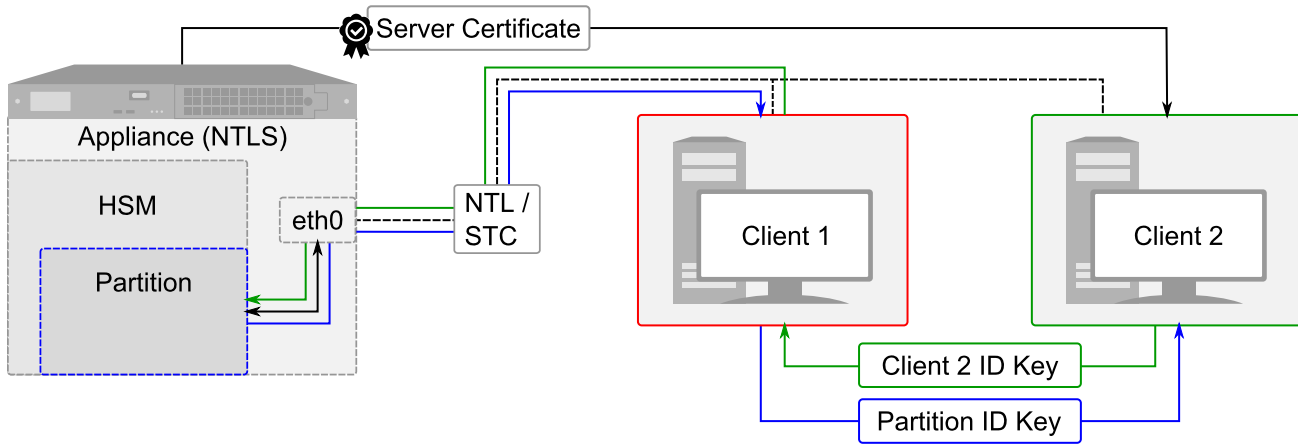 Server Certificate
Appliance (NTLS)
HSM
eth0
NTL /
STC
Partition
Client 1
Client 2
Client 2 ID Key
Partition ID Key